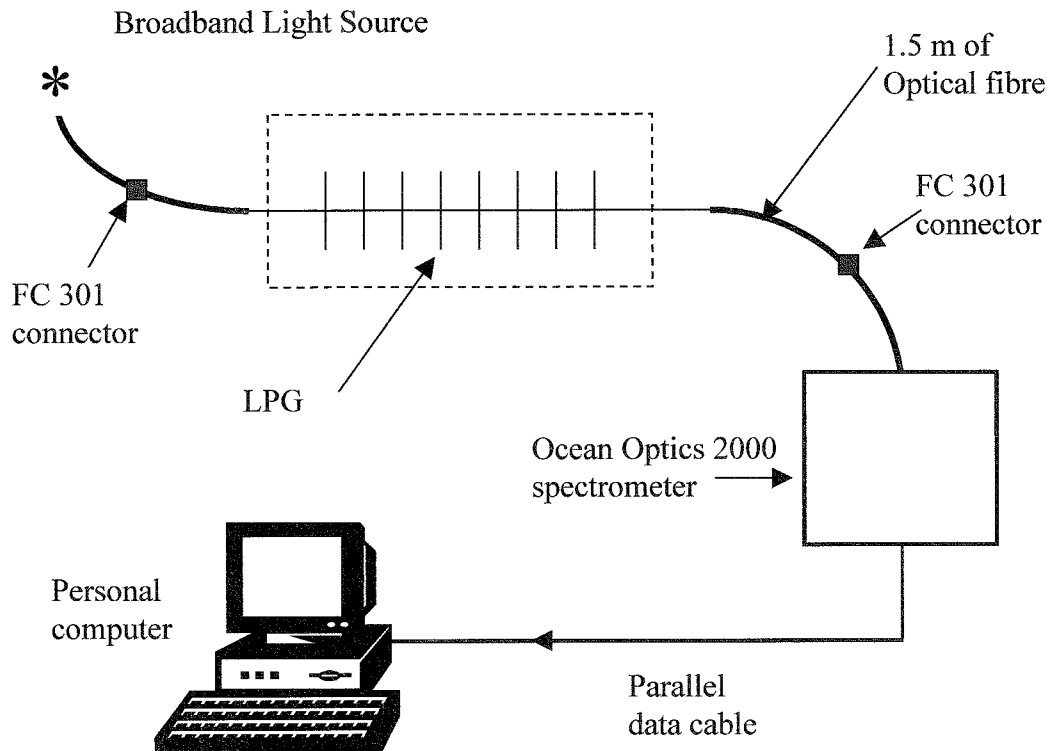 Broadband Light Source
*
1.5 m of
Optical fibre
FC 301
connector
FC 301
connector
LPG
Ocean Optics 2000
spectrometer
Personal
computer
Parallel
data cable